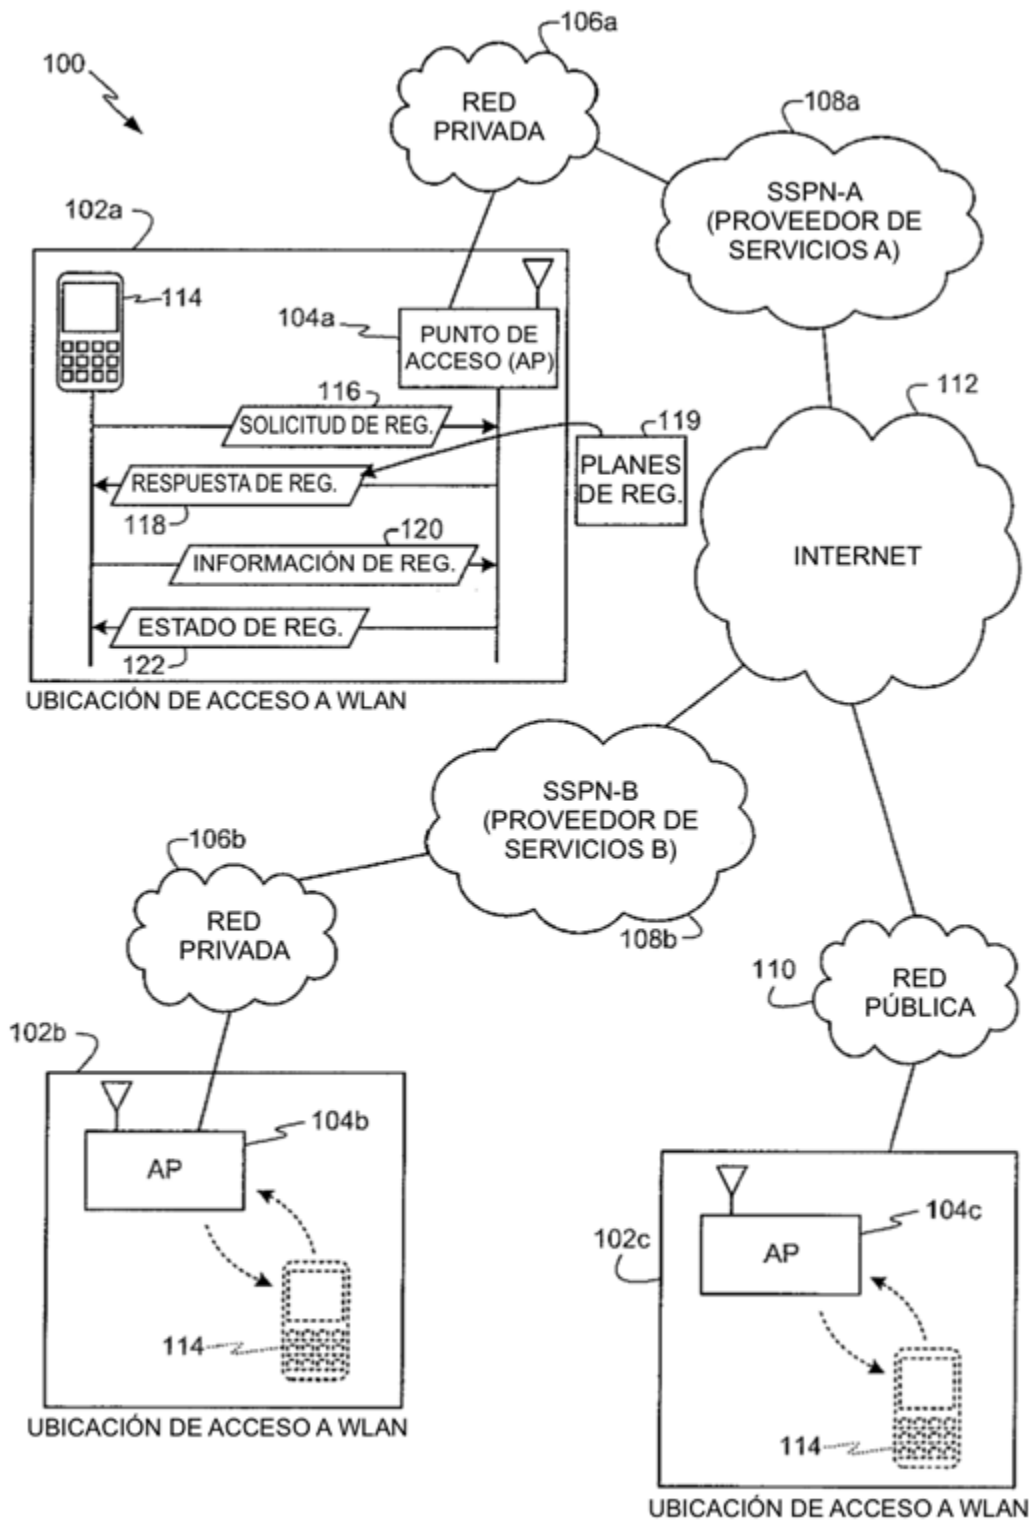 106a
100
RED
PRIVADA
108a
SSPN-A
(PROVEEDOR DE
SERVICIOS A)
102a
114
104a
PUNTO DE
ACCESO (AP)
112
116
SOLICITUD DE REG.
119
PLANES
DE REG.
RESPUESTA DE REG.
118
120
INFORMACIÓN DE REG.
INTERNET
ESTADO DE REG.
122
UBICACIÓN DE ACCESO A WLAN
SSPN-B
(PROVEEDOR DE
SERVICIOS B)
106b
RED
PRIVADA
108b
110
RED
PÚBLICA
102b
104b
AP
114
UBICACIÓN DE ACCESO A WLAN
102c
104c
AP
114
UBICACIÓN DE ACCESO A WLAN